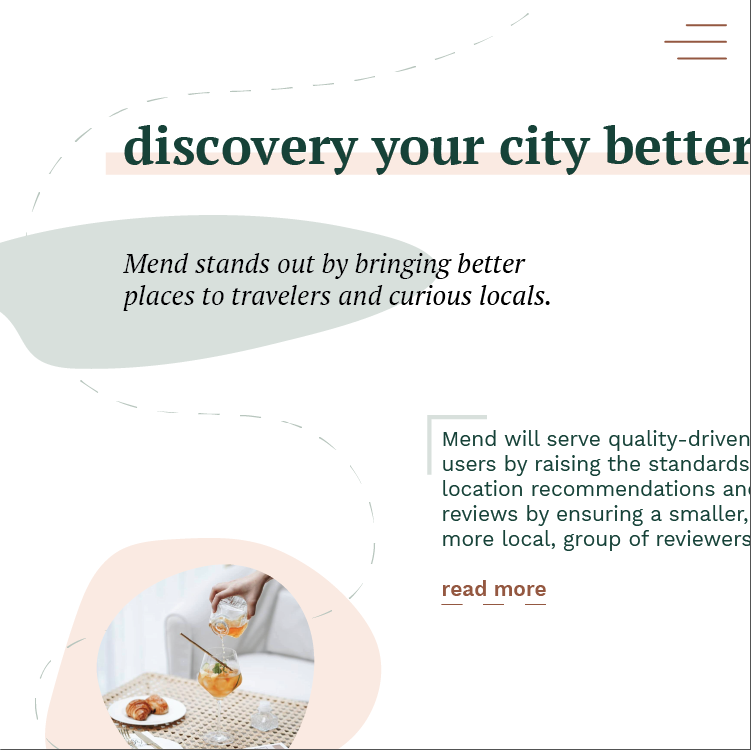 discovery your city better
Mend stands out by bringing better
places to travelers and curious locals.
Mend will serve quality-driven
users by raising the standards
location recommendations
reviews by ensuring a smaller,
more local, group of reviewers
read more